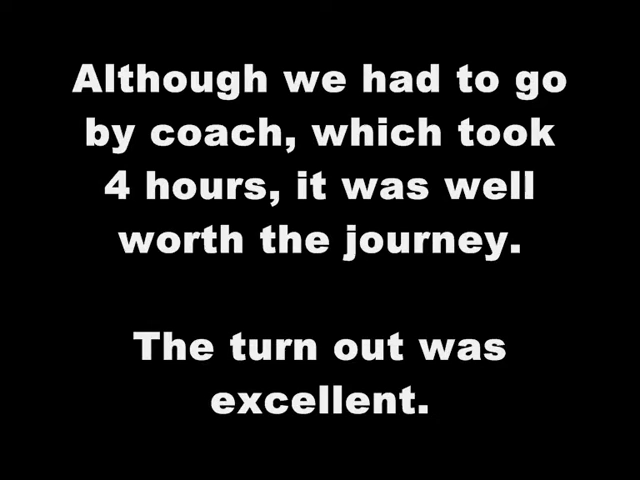 Although we had to go
by coach, which took
4 hours, it was well
worth the journey.
The turn out was
excellent.